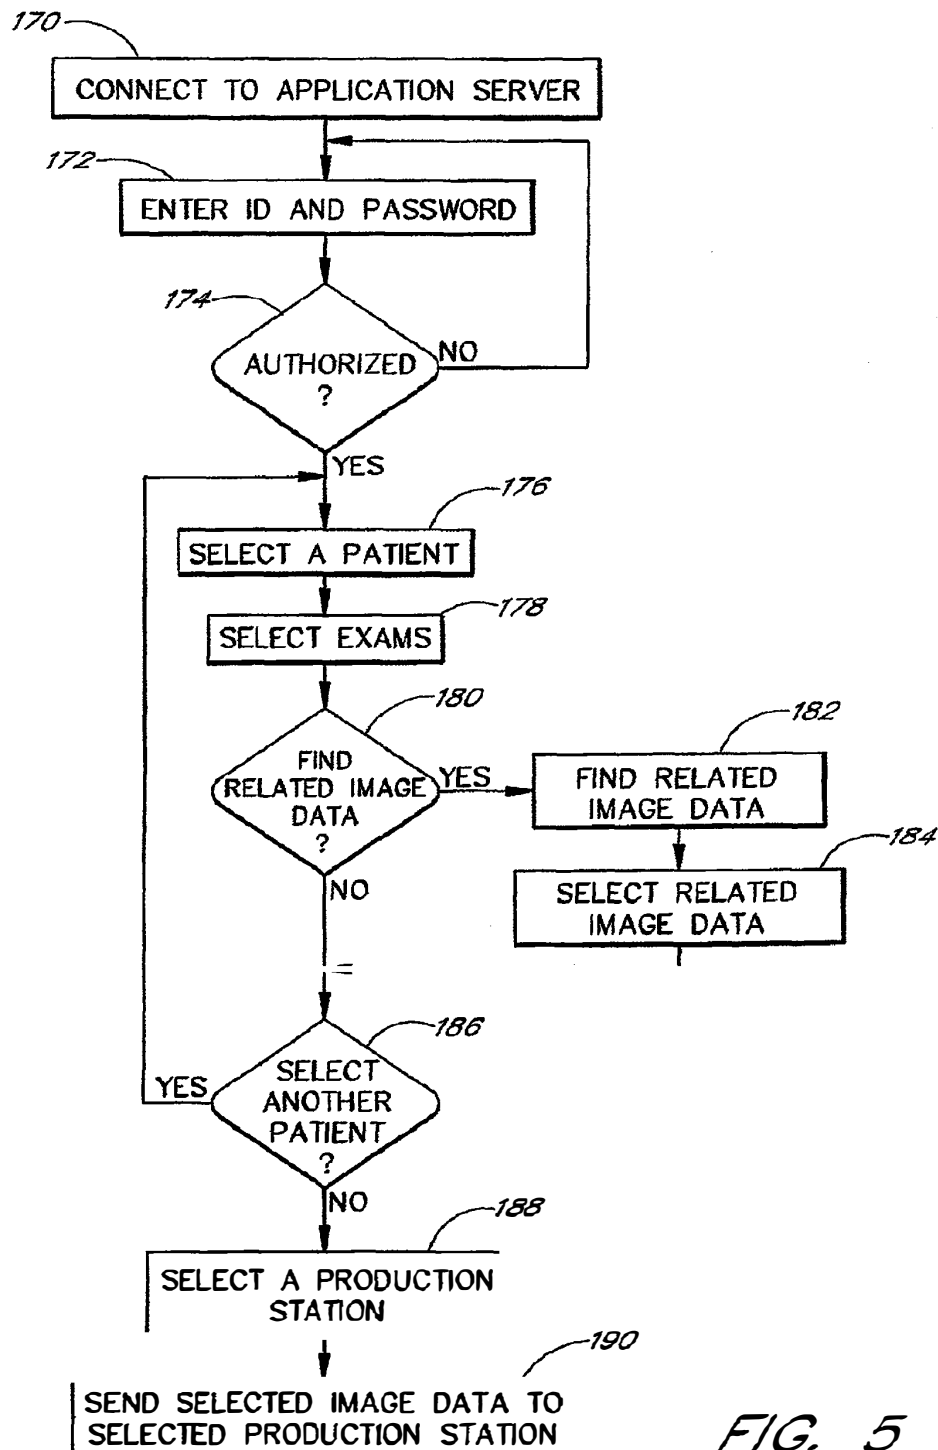 170
CONNECT TO APPLICATION SERVER
172
ENTER ID AND PASSWORD
174
AUTHORIZED
?
NO
YES
176
SELECT A PATIENT
178
SELECT EXAMS
180
FIND
RELATED IMAGE
DATA
?
YES
182
FIND RELATED
IMAGE DATA
184
SELECT RELATED
IMAGE DATA
NO
186
SELECT
ANOTHER
PATIENT
?
YES
NO
188
SELECT A PRODUCTION
STATION
190
SEND SELECTED IMAGE DATA TO
SELECTED PRODUCTION STATION
FIG. 5